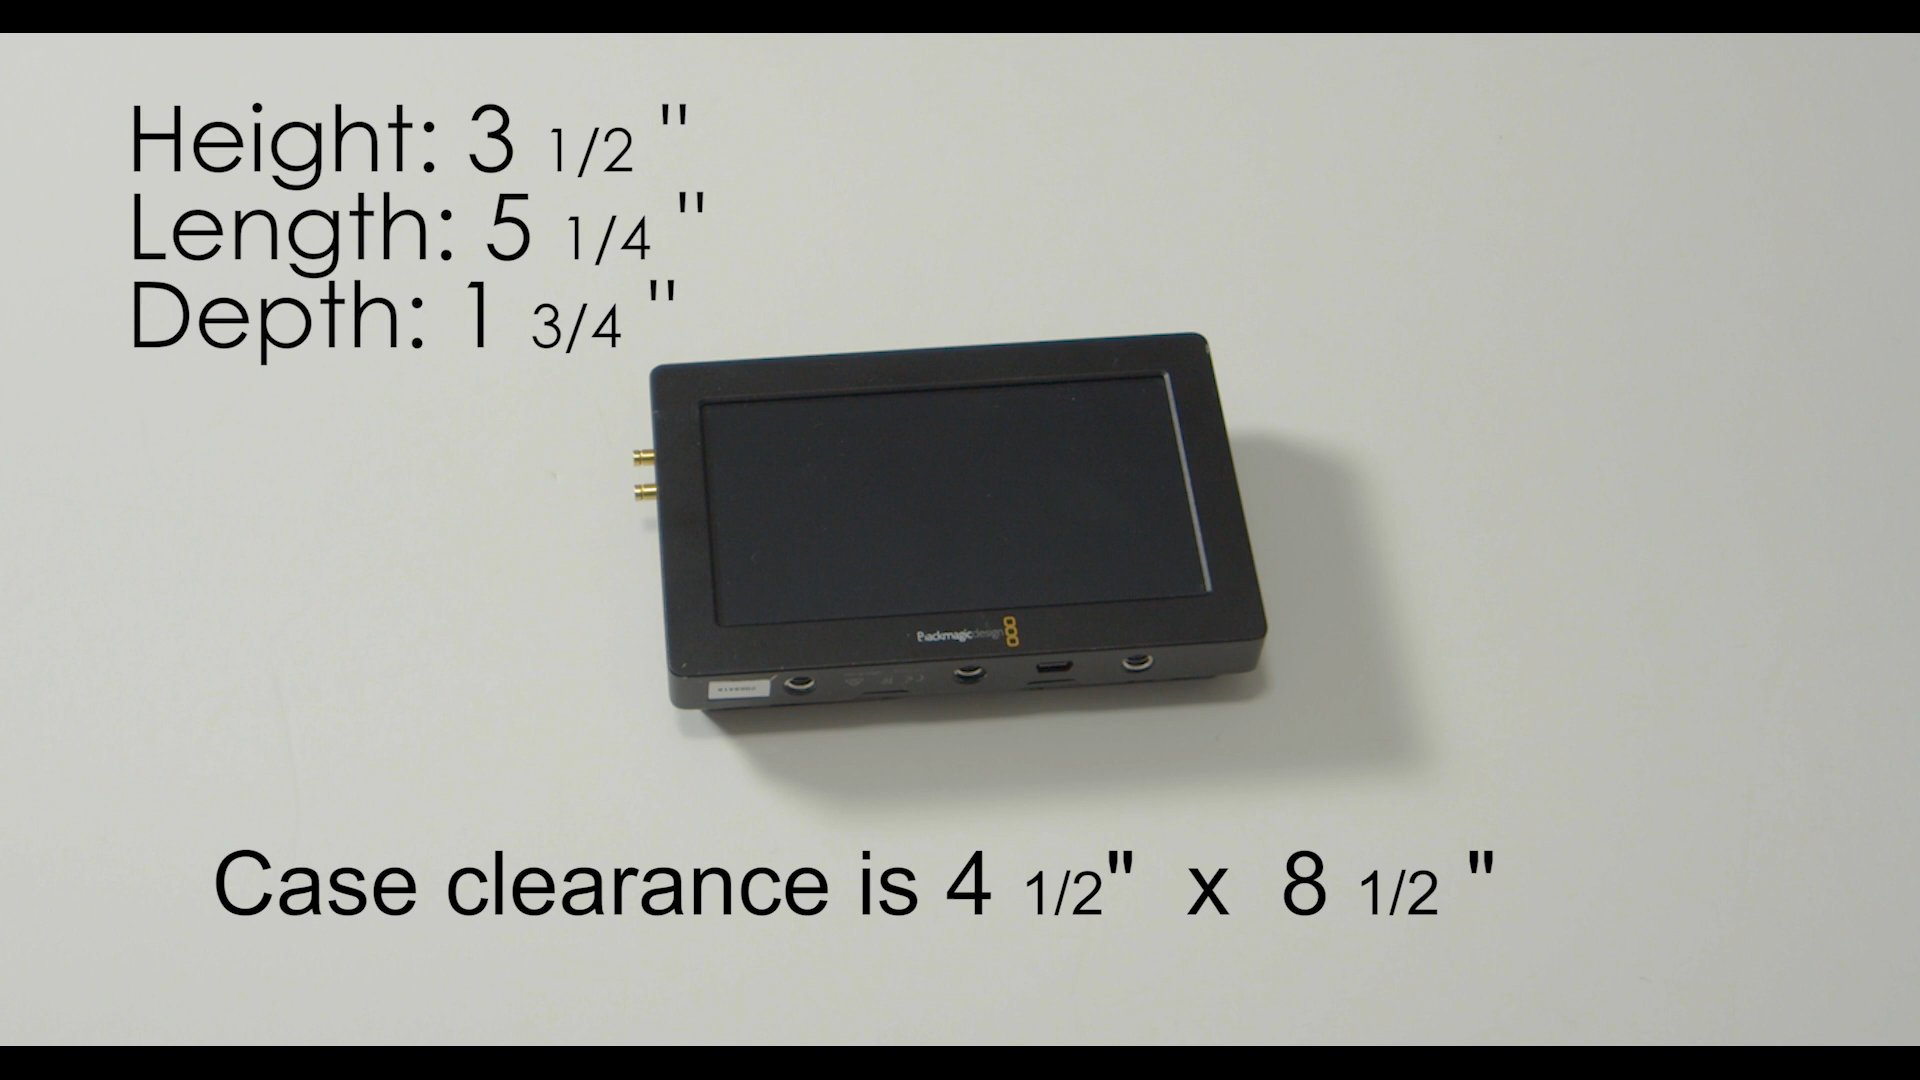 Height: 3 1/2 "
Length: 5 1/4 "
Depth: 1 3/4 "
Blackmagicdesign
Case clearance is 4 1/2" x 8 1/2 "